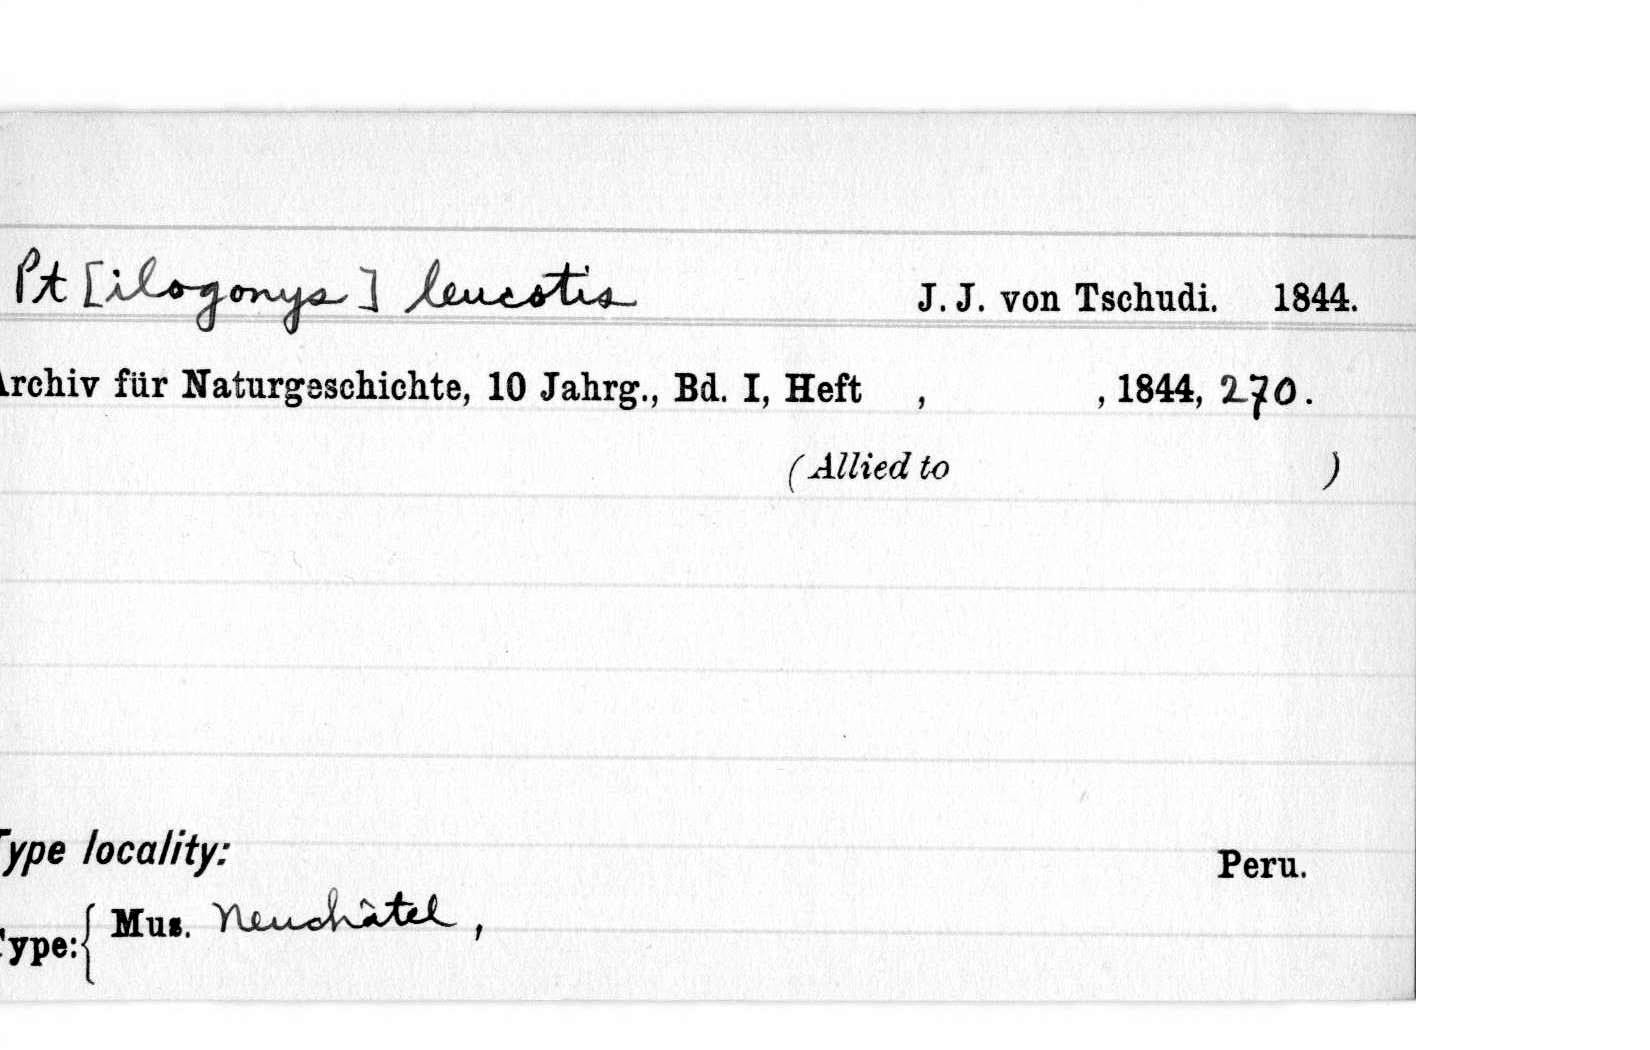 Pt [ilogonys] leucotis J. J. von Tschudi. 1844.
Archiv für Naturgeschichte, 10 Jahrg., Bd. I, Heft , , 1844, 270.
(Allied to )
Type locality: Peru.
Type: { Mus. Neuchâtel ,